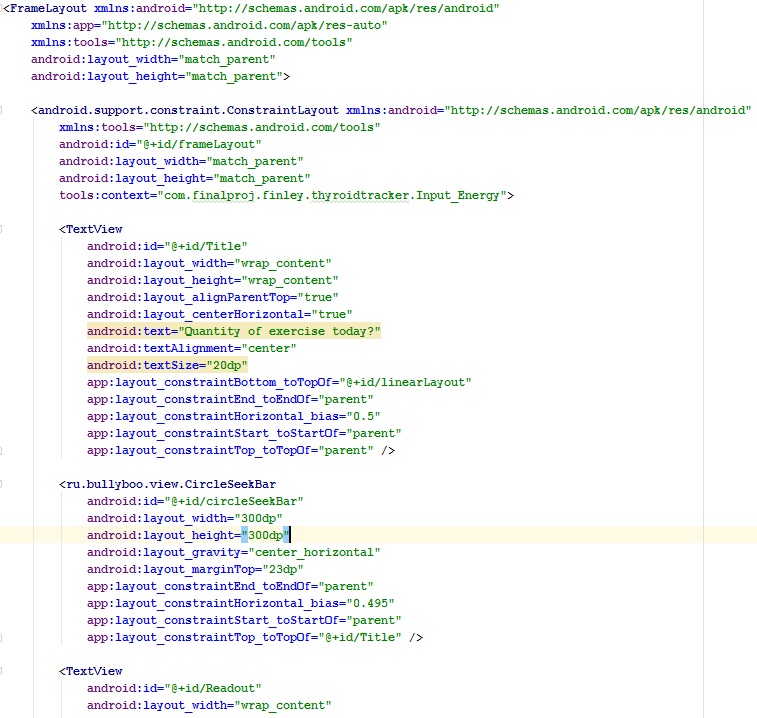 <FrameLayout xmlns:android="http://schemas.android.com/apk/res/android"
    xmlns:app="http://schemas.android.com/apk/res-auto"
    xmlns:tools="http://schemas.android.com/tools"
    android:layout_width="match_parent"
    android:layout_height="match_parent">

    <android.support.constraint.ConstraintLayout xmlns:android="http://schemas.android.com/apk/res/android"
        xmlns:tools="http://schemas.android.com/tools"
        android:id="@+id/frameLayout"
        android:layout_width="match_parent"
        android:layout_height="match_parent"
        tools:context="com.finalproj.finley.thyroidtracker.Input_Energy">

        <TextView
            android:id="@+id/Title"
            android:layout_width="wrap_content"
            android:layout_height="wrap_content"
            android:layout_alignParentTop="true"
            android:layout_centerHorizontal="true"
            android:text="Quantity of exercise today?"
            android:textAlignment="center"
            android:textSize="20dp"
            app:layout_constraintBottom_toTopOf="@+id/linearLayout"
            app:layout_constraintEnd_toEndOf="parent"
            app:layout_constraintHorizontal_bias="0.5"
            app:layout_constraintStart_toStartOf="parent"
            app:layout_constraintTop_toTopOf="parent" />

        <ru.bullyboo.view.CircleSeekBar
            android:id="@+id/circleSeekBar"
            android:layout_width="300dp"
            android:layout_height="300dp"
            android:layout_gravity="center_horizontal"
            android:layout_marginTop="23dp"
            app:layout_constraintEnd_toEndOf="parent"
            app:layout_constraintHorizontal_bias="0.495"
            app:layout_constraintStart_toStartOf="parent"
            app:layout_constraintTop_toTopOf="@+id/Title" />

        <TextView
            android:id="@+id/Readout"
            android:layout_width="wrap_content"